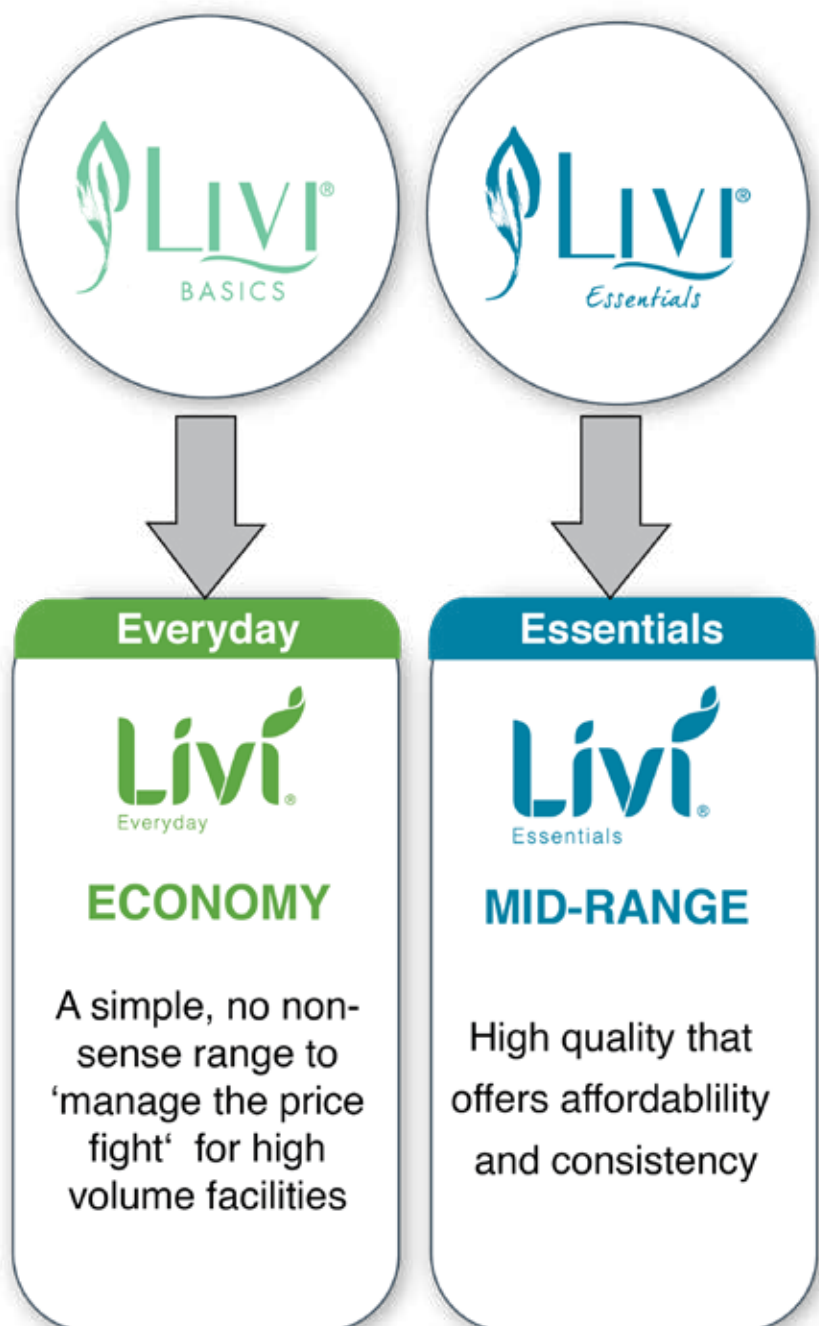 LIVI®
BASICS
LIVI®
Essentials
Everyday
Livi®
Everyday
ECONOMY
A simple, no non-
sense range to
‘manage the price
fight‘ for high
volume facilities
Essentials
Livi®
Essentials
MID-RANGE
High quality that
offers affordablility
and consistency